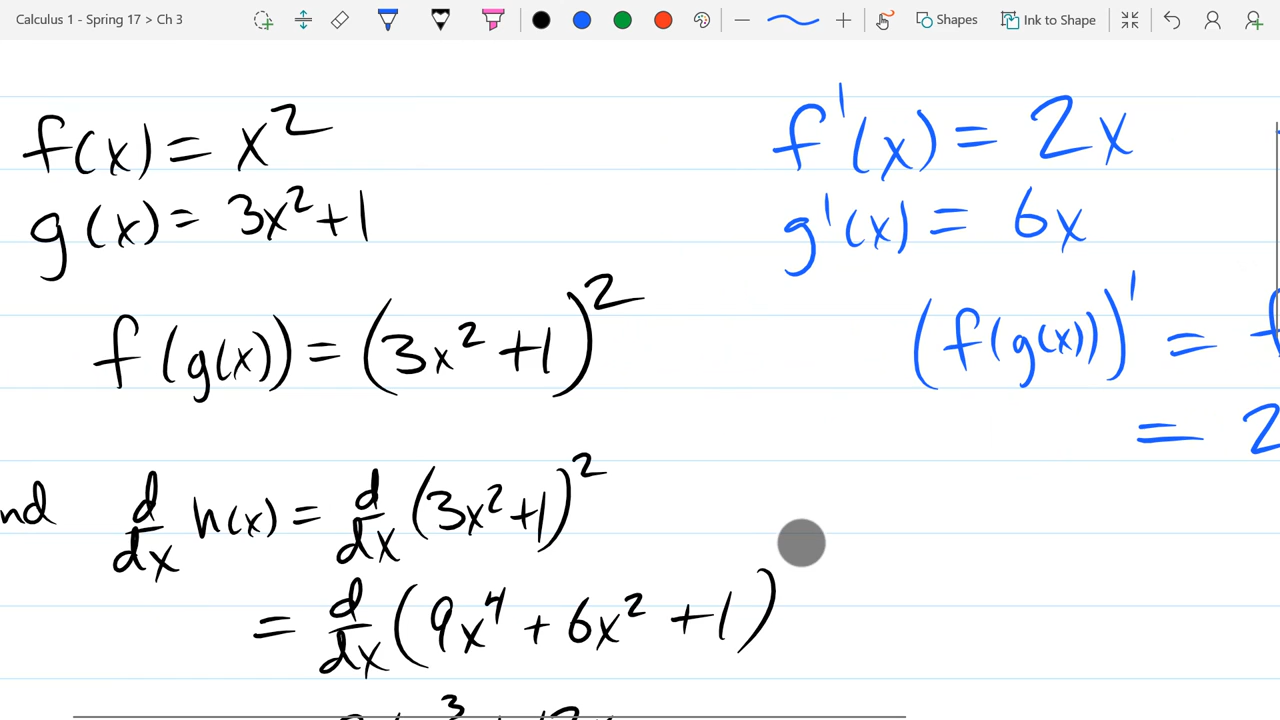 Calculus 1 - Spring 17 > Ch 3
Shapes
Ink to Shape
f(x) = x²
g(x) = 3x²+1
f(g(x)) = (3x²+1)²
nd d/dx h(x) = d/dx (3x²+1)²
= d/dx (9x⁴ + 6x² + 1)
f'(x) = 2x
g'(x) = 6x
(f(g(x)))' = f
= 2